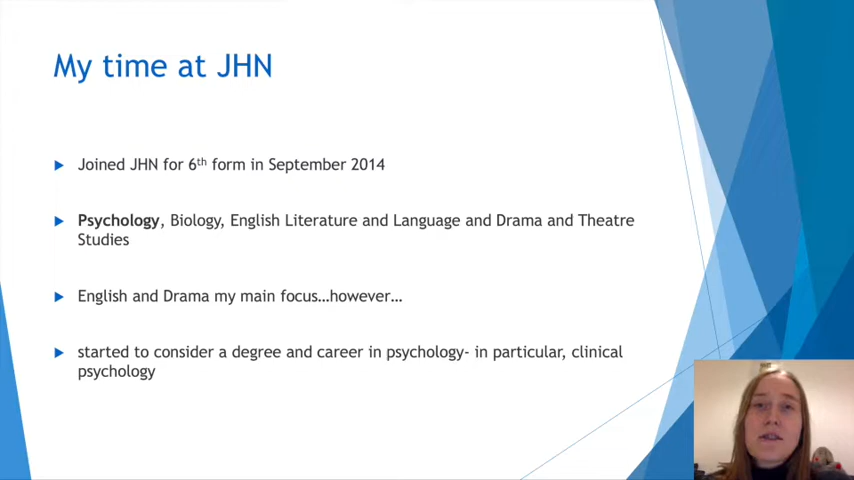 My time at JHN
Joined JHN for 6th form in September 2014
Psychology, Biology, English Literature and Language and Drama and Theatre
Studies
English and Drama my main focus…however…
started to consider a degree and career in psychology- in particular, clinical
psychology